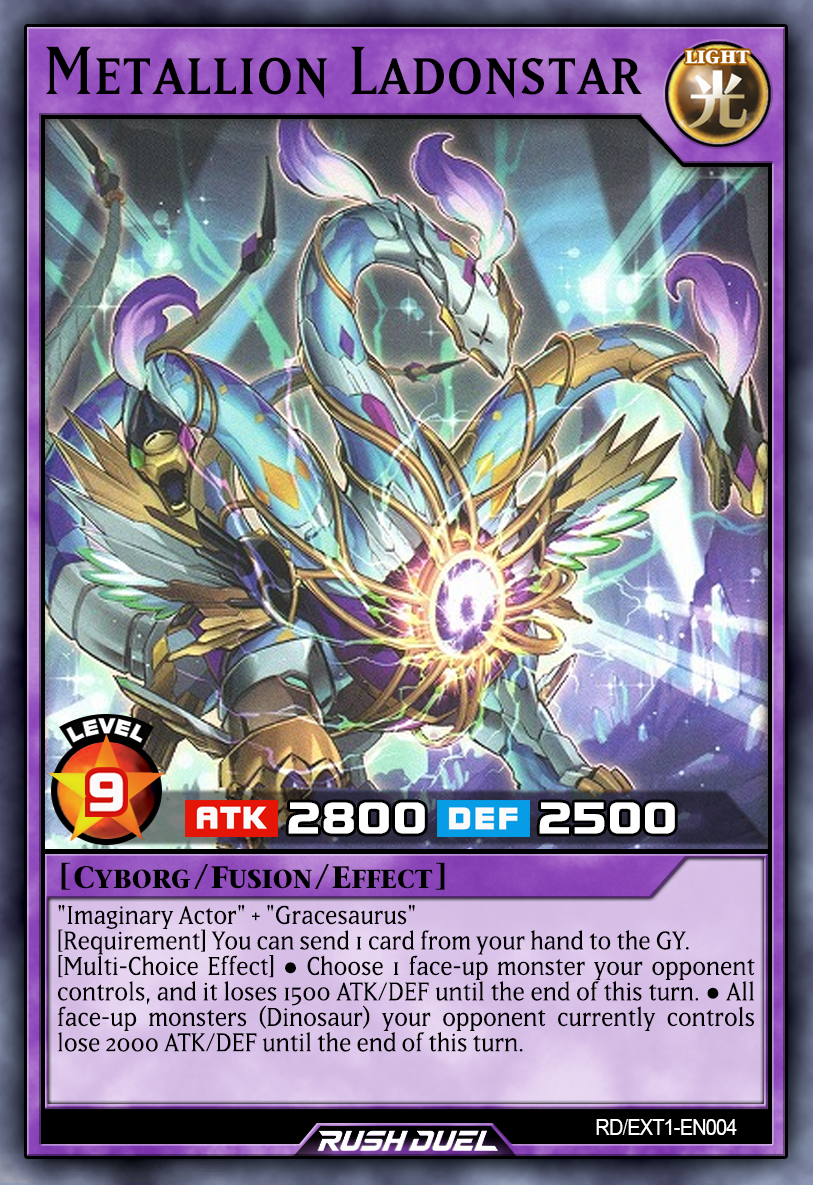 Metallion Ladonstar
LIGHT
光
LEVEL
9
ATK 2800 DEF 2500
[Cyborg/Fusion/Effect]
"Imaginary Actor" + "Gracesaurus"
[Requirement] You can send 1 card from your hand to the GY.
[Multi-Choice Effect] ● Choose 1 face-up monster your opponent
controls, and it loses 1500 ATK/DEF until the end of this turn. ● All
face-up monsters (Dinosaur) your opponent currently controls
lose 2000 ATK/DEF until the end of this turn.
RD/EXT1-EN004
RUSH DUEL